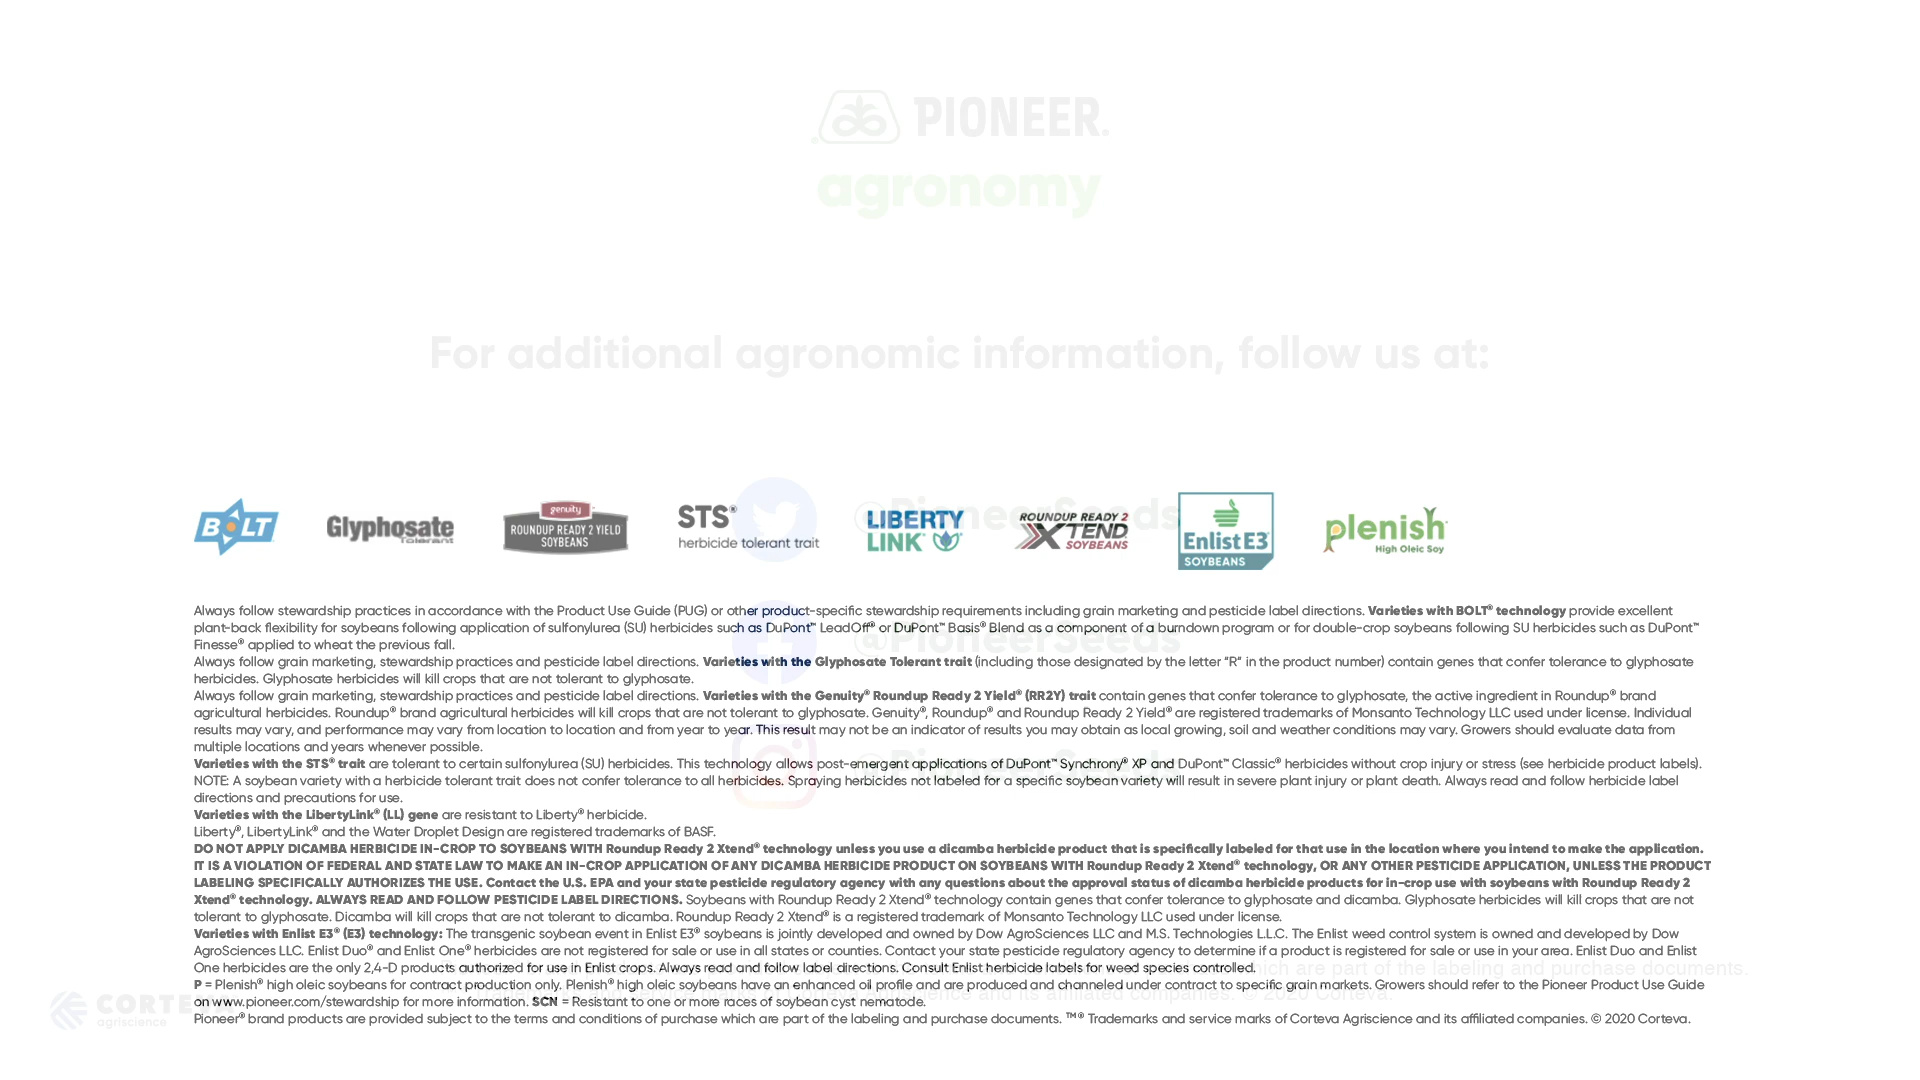 PIONEER.
agronomy
For additional agronomic information, follow us at:
BOLT
Glyphosate
Tolerant
genuity
ROUNDUP READY 2 YIELD
SOYBEANS
STS®
herbicide tolerant trait
@PioneerSeeds
LIBERTY
LINK®
ROUNDUP READY 2
XTEND
SOYBEANS
Enlist E3®
SOYBEANS
plenish
High Oleic Soy
Always follow stewardship practices in accordance with the Product Use Guide (PUG) or other product-specific stewardship requirements including grain marketing and pesticide label directions. Varieties with BOLT® technology provide excellent
plant-back flexibility for soybeans following application of sulfonylurea (SU) herbicides such as DuPont™ LeadOff® or DuPont™ Basis® Blend as a component of a burndown program or for double-crop soybeans following SU herbicides such as DuPont™
@PioneerSeeds
Finesse® applied to wheat the previous fall.
Always follow grain marketing, stewardship practices and pesticide label directions. Varieties with the Glyphosate Tolerant trait (including those designated by the letter “R” in the product number) contain genes that confer tolerance to glyphosate
herbicides. Glyphosate herbicides will kill crops that are not tolerant to glyphosate.
Always follow grain marketing, stewardship practices and pesticide label directions. Varieties with the Genuity® Roundup Ready 2 Yield® (RR2Y) trait contain genes that confer tolerance to glyphosate, the active ingredient in Roundup® brand
agricultural herbicides. Roundup® brand agricultural herbicides will kill crops that are not tolerant to glyphosate. Genuity®, Roundup® and Roundup Ready 2 Yield® are registered trademarks of Monsanto Technology LLC used under license. Individual
results may vary, and performance may vary from location to location and from year to year. This result may not be an indicator of results you may obtain as local growing, soil and weather conditions may vary. Growers should evaluate data from
multiple locations and years whenever possible.
@PioneerSeeds
Varieties with the STS® trait are tolerant to certain sulfonylurea (SU) herbicides. This technology allows post-emergent applications of DuPont™ Synchrony® XP and DuPont™ Classic® herbicides without crop injury or stress (see herbicide product labels).
NOTE: A soybean variety with a herbicide tolerant trait does not confer tolerance to all herbicides. Spraying herbicides not labeled for a specific soybean variety will result in severe plant injury or plant death. Always read and follow herbicide label
directions and precautions for use.
Varieties with the LibertyLink® (LL) gene are resistant to Liberty® herbicide.
Liberty®, LibertyLink® and the Water Droplet Design are registered trademarks of BASF.
DO NOT APPLY DICAMBA HERBICIDE IN-CROP TO SOYBEANS WITH Roundup Ready 2 Xtend® technology unless you use a dicamba herbicide product that is specifically labeled for that use in the location where you intend to make the application.
IT IS A VIOLATION OF FEDERAL AND STATE LAW TO MAKE AN IN-CROP APPLICATION OF ANY DICAMBA HERBICIDE PRODUCT ON SOYBEANS WITH Roundup Ready 2 Xtend® technology, OR ANY OTHER PESTICIDE APPLICATION, UNLESS THE PRODUCT
LABELING SPECIFICALLY AUTHORIZES THE USE. Contact the U.S. EPA and your state pesticide regulatory agency with any questions about the approval status of dicamba herbicide products for in-crop use with soybeans with Roundup Ready 2
Xtend® technology. ALWAYS READ AND FOLLOW PESTICIDE LABEL DIRECTIONS. Soybeans with Roundup Ready 2 Xtend® technology contain genes that confer tolerance to glyphosate and dicamba. Glyphosate herbicides will kill crops that are not
tolerant to glyphosate. Dicamba will kill crops that are not tolerant to dicamba. Roundup Ready 2 Xtend® is a registered trademark of Monsanto Technology LLC used under license.
Varieties with Enlist E3® (E3) technology: The transgenic soybean event in Enlist E3® soybeans is jointly developed and owned by Dow AgroSciences LLC and M.S. Technologies L.L.C. The Enlist weed control system is owned and developed by Dow
AgroSciences LLC. Enlist Duo® and Enlist One® herbicides are not registered for sale or use in all states or counties. Contact your state pesticide regulatory agency to determine if a product is registered for sale or use in your area. Enlist Duo and Enlist
One herbicides are the only 2,4-D products authorized for use in Enlist crops. Always read and follow label directions. Consult Enlist herbicide labels for weed species controlled.
which are part of the labeling and purchase documents.
P = Plenish® high oleic soybeans for contract production only. Plenish® high oleic soybeans have an enhanced oil profile and are produced and channeled under contract to specific grain markets. Growers should refer to the Pioneer Product Use Guide
and its affiliated companies. © 2020 Corteva.
on www.pioneer.com/stewardship for more information. SCN = Resistant to one or more races of soybean cyst nematode.
Pioneer® brand products are provided subject to the terms and conditions of purchase which are part of the labeling and purchase documents. ™® Trademarks and service marks of Corteva Agriscience and its affiliated companies. © 2020 Corteva.
CORTEVA
agriscience